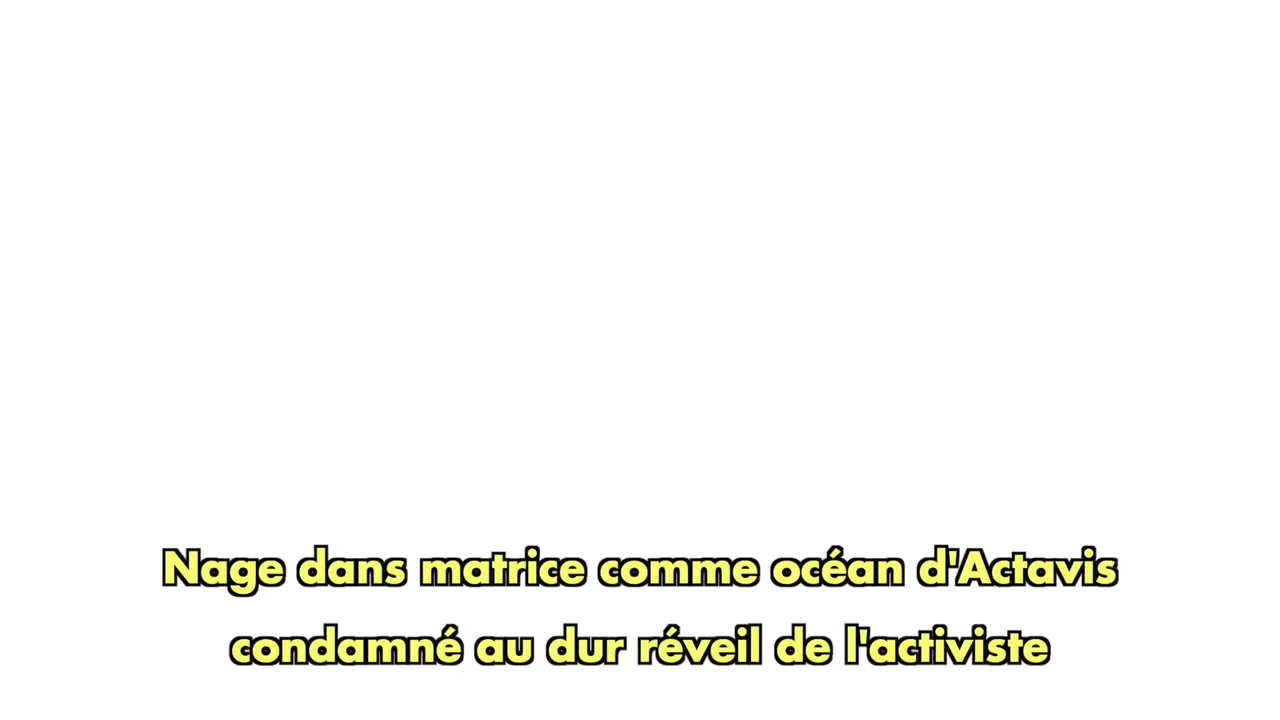 Nage dans matrice comme océan d'Actavis
condamné au dur réveil de l'activiste